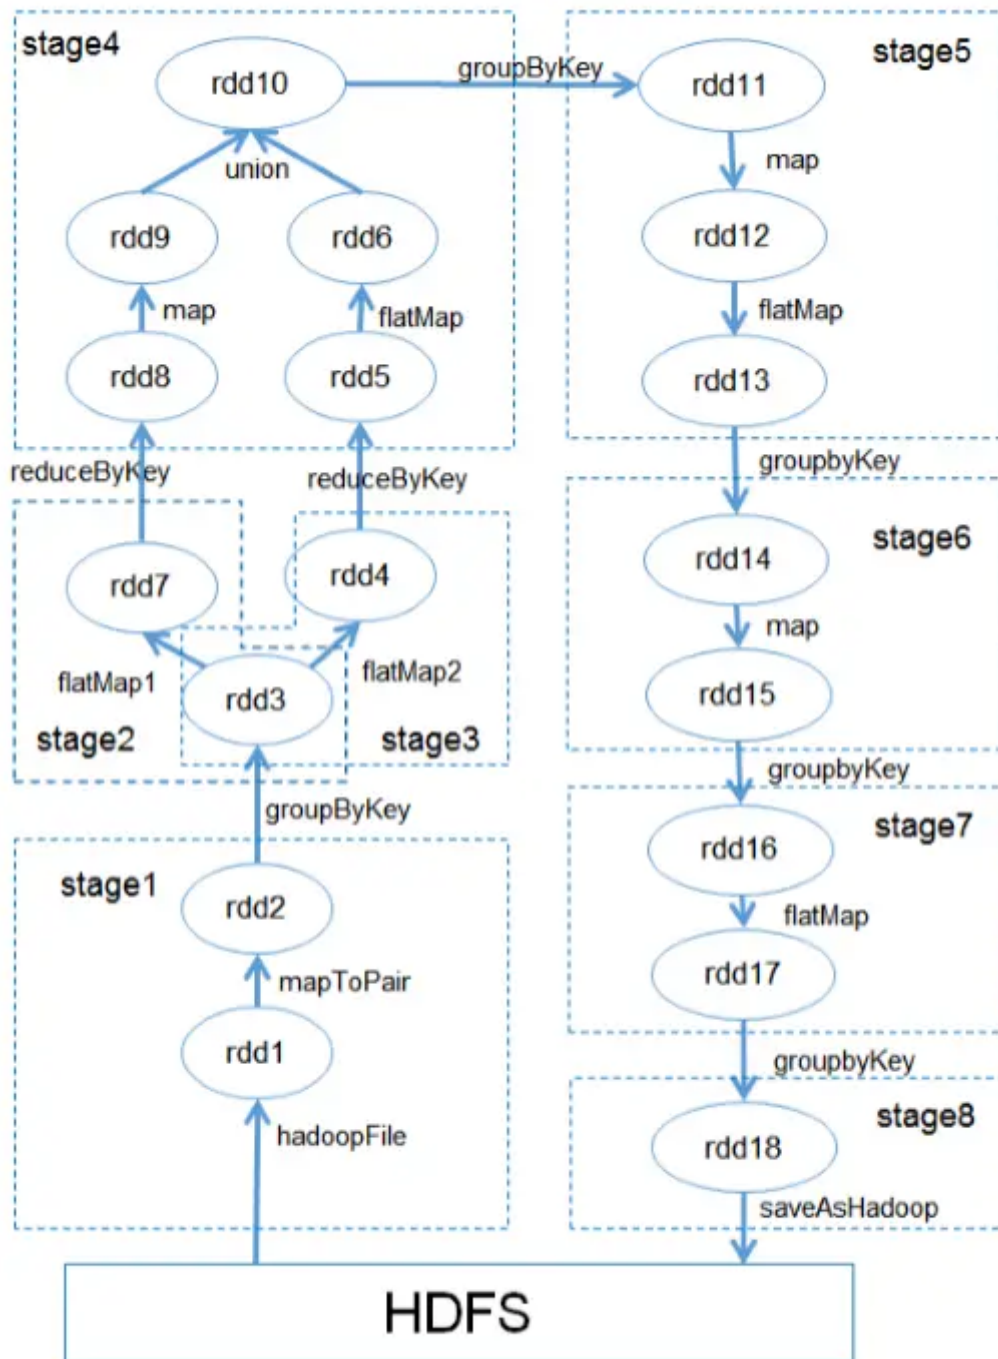 stage4
rdd10
groupByKey
rdd11
stage5
union
map
rdd9
rdd6
rdd12
map
flatMap
flatMap
rdd8
rdd5
rdd13
reduceByKey
reduceByKey
groupbyKey
rdd7
rdd4
rdd14
stage6
map
flatMap1
flatMap2
rdd3
rdd15
stage2
stage3
groupbyKey
groupByKey
stage7
rdd16
stage1
rdd2
flatMap
mapToPair
rdd17
rdd1
groupbyKey
stage8
hadoopFile
rdd18
saveAsHadoop
HDFS